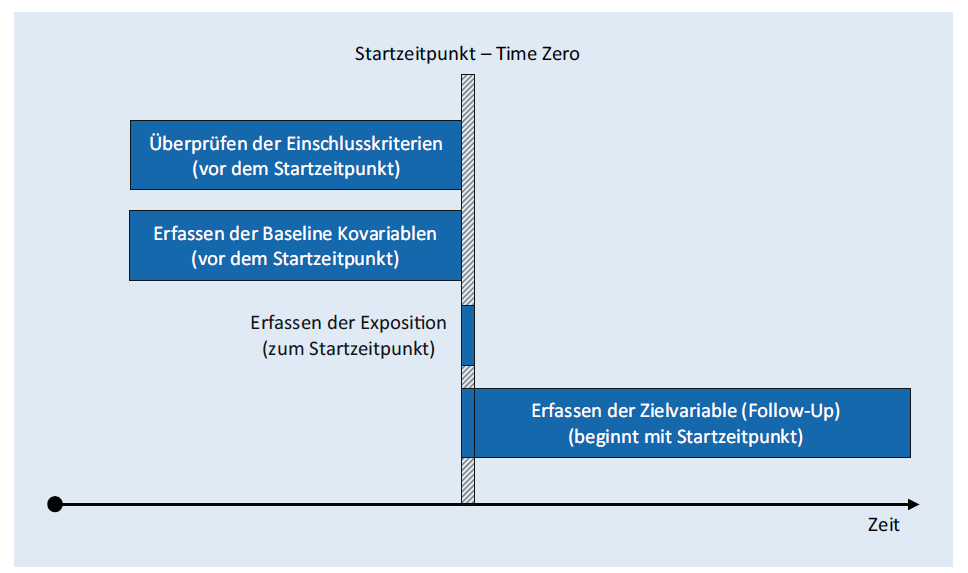 Startzeitpunkt – Time Zero
Überprüfen der Einschlusskriterien
(vor dem Startzeitpunkt)
Erfassen der Baseline Kovariablen
(vor dem Startzeitpunkt)
Erfassen der Exposition
(zum Startzeitpunkt)
Erfassen der Zielvariable (Follow-Up)
(beginnt mit Startzeitpunkt)
Zeit